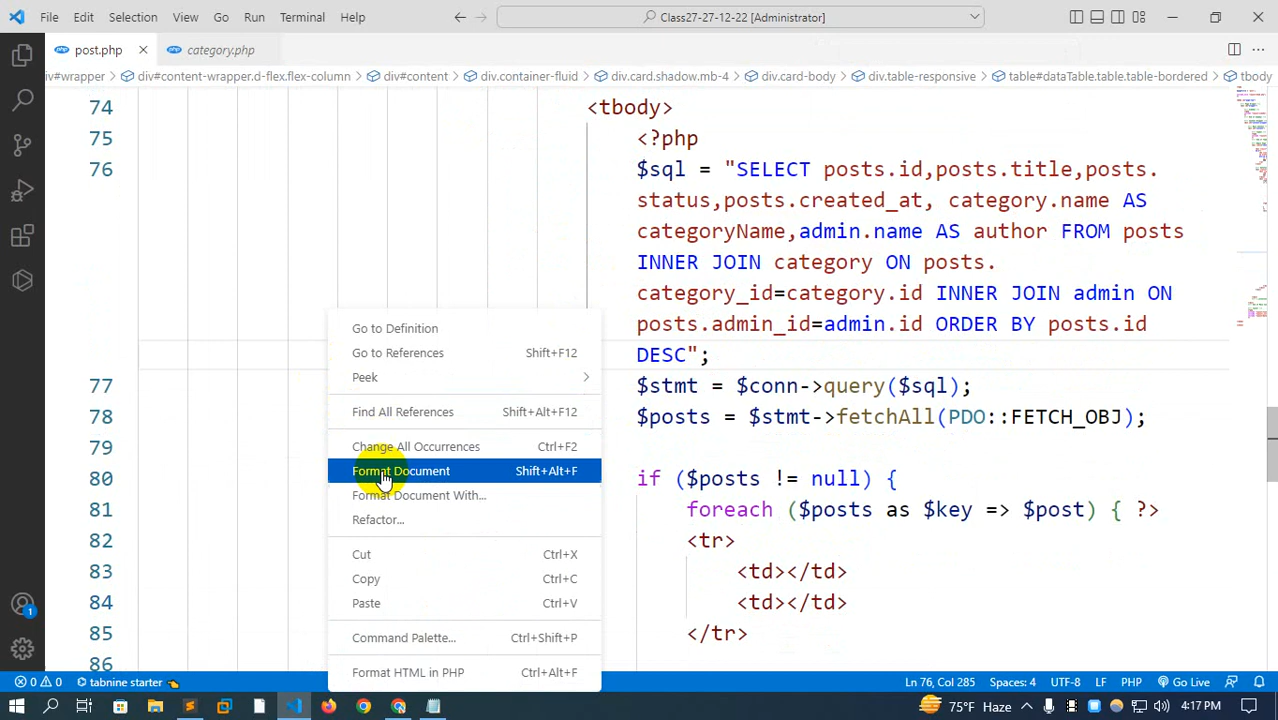 File Edit Selection View Go Run Terminal Help
Class27-27-12-22 [Administrator]
post.php
category.php
div#wrapper > div#content-wrapper.d-flex.flex-column > div#content > div.container-fluid > div.card.shadow.mb-4 > div.card-body > div.table-responsive > table#dataTable.table.table-bordered > tbody
74 <tbody>
75 <?php
76 $sql = "SELECT posts.id,posts.title,posts.
status,posts.created_at, category.name AS
categoryName,admin.name AS author FROM posts
INNER JOIN category ON posts.
category_id=category.id INNER JOIN admin ON
posts.admin_id=admin.id ORDER BY posts.id
DESC";
77 $stmt = $conn->query($sql);
78 $posts = $stmt->fetchAll(PDO::FETCH_OBJ);
79
80 if ($posts != null) {
81 foreach ($posts as $key => $post) { ?>
82 <tr>
83 <td></td>
84 <td></td>
85 </tr>
86
Go to Definition
Go to References Shift+F12
Peek
Find All References Shift+Alt+F12
Change All Occurrences Ctrl+F2
Format Document Shift+Alt+F
Format Document With...
Refactor...
Cut Ctrl+X
Copy Ctrl+C
Paste Ctrl+V
Command Palette... Ctrl+Shift+P
Format HTML in PHP Ctrl+Alt+F
1
0 0 tabnine starter Ln 76, Col 285 Spaces: 4 UTF-8 LF PHP Go Live
75°F Haze 4:17 PM